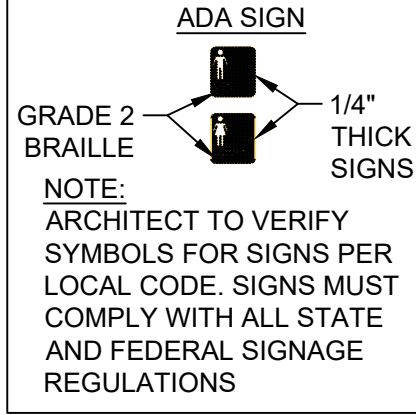 ADA SIGN
GRADE 2
BRAILLE
1/4"
THICK
SIGNS
NOTE:
ARCHITECT TO VERIFY
SYMBOLS FOR SIGNS PER
LOCAL CODE. SIGNS MUST
COMPLY WITH ALL STATE
AND FEDERAL SIGNAGE
REGULATIONS